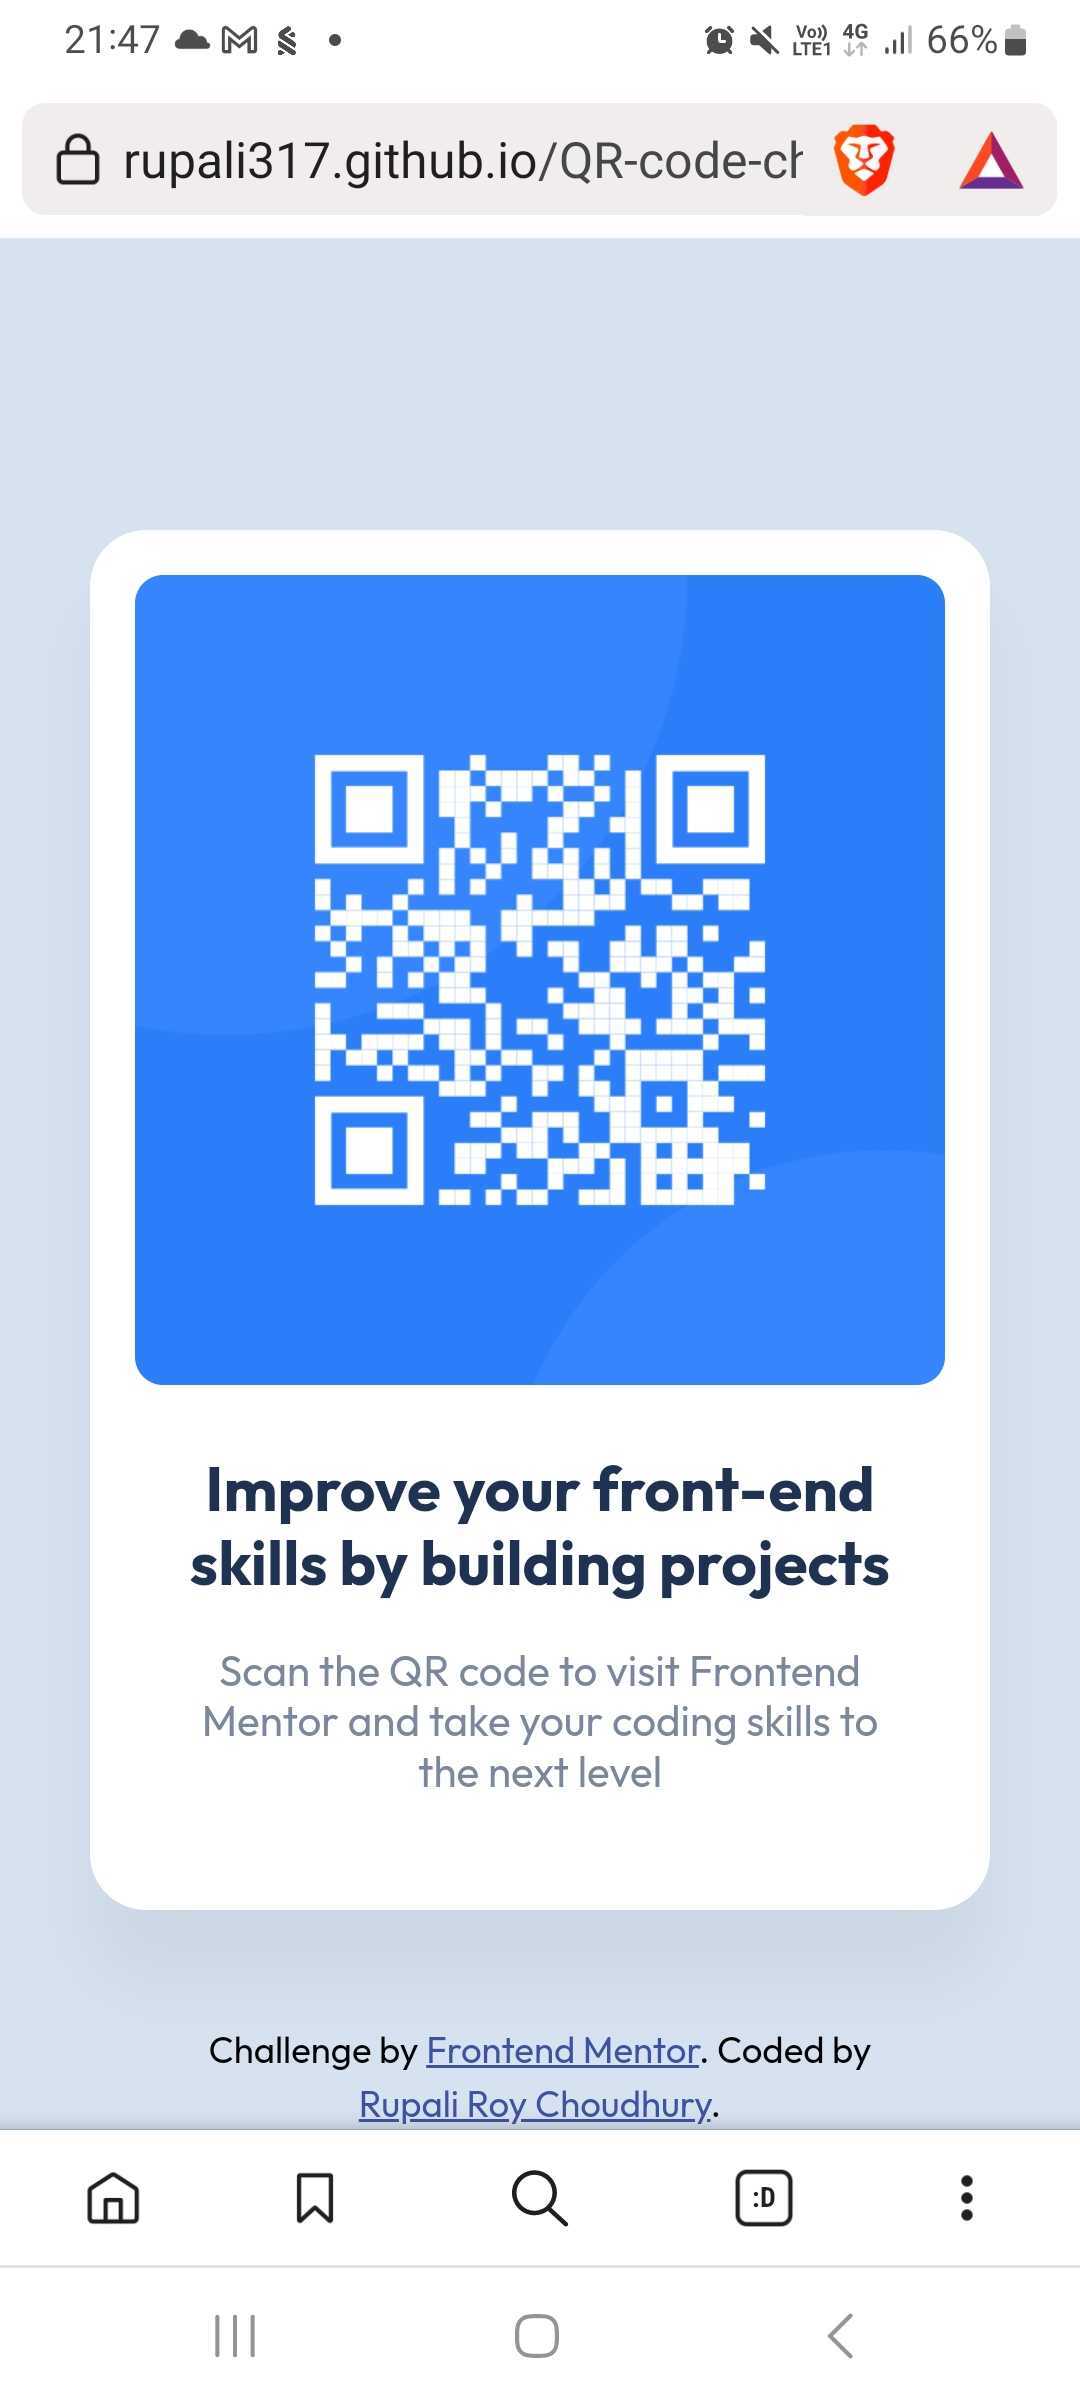 21:47
Vo)) 4G 66%
LTE1
rupali317.github.io/QR-code-ch
Improve your front-end
skills by building projects
Scan the QR code to visit Frontend
Mentor and take your coding skills to
the next level
Challenge by Frontend Mentor. Coded by
Rupali Roy Choudhury.
:D